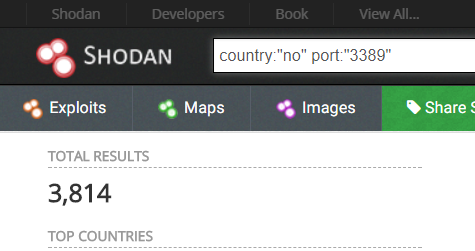 Shodan Developers Book View All...
SHODAN country:"no" port:"3389"
Exploits Maps Images Share S
TOTAL RESULTS
3,814
TOP COUNTRIES